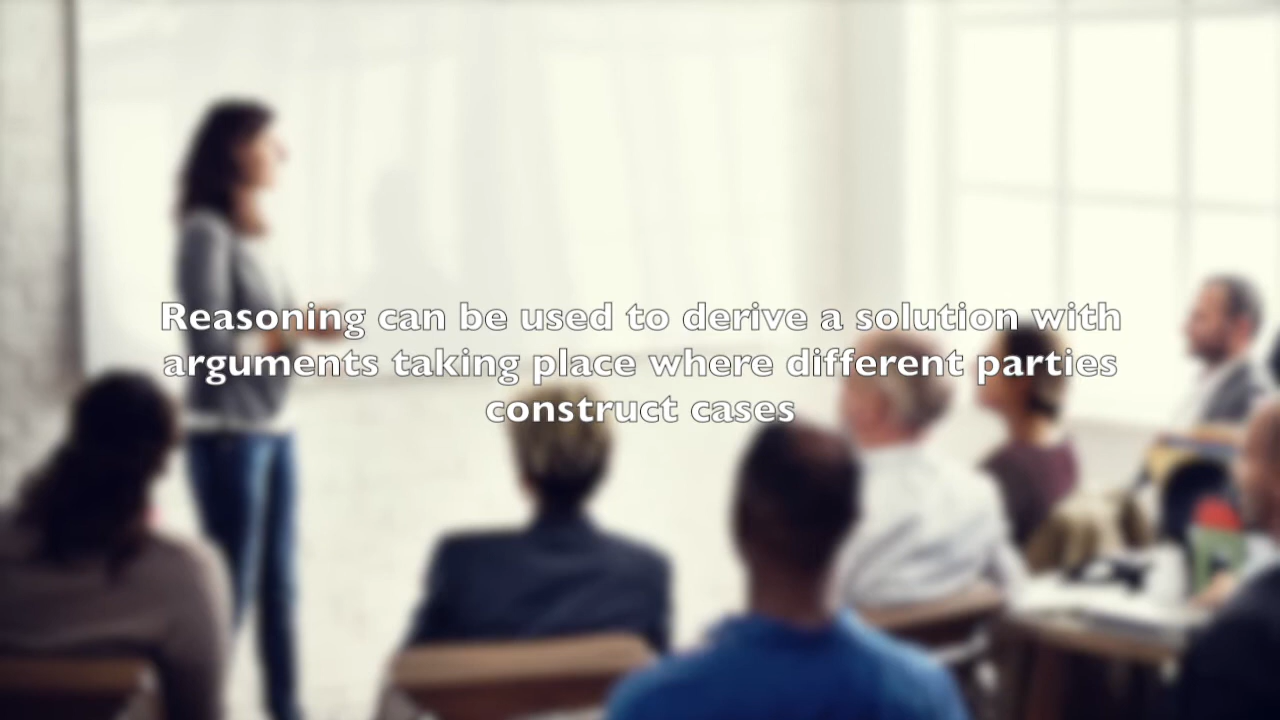 Reasoning can be used to derive a solution with
arguments taking place where different parties
construct cases